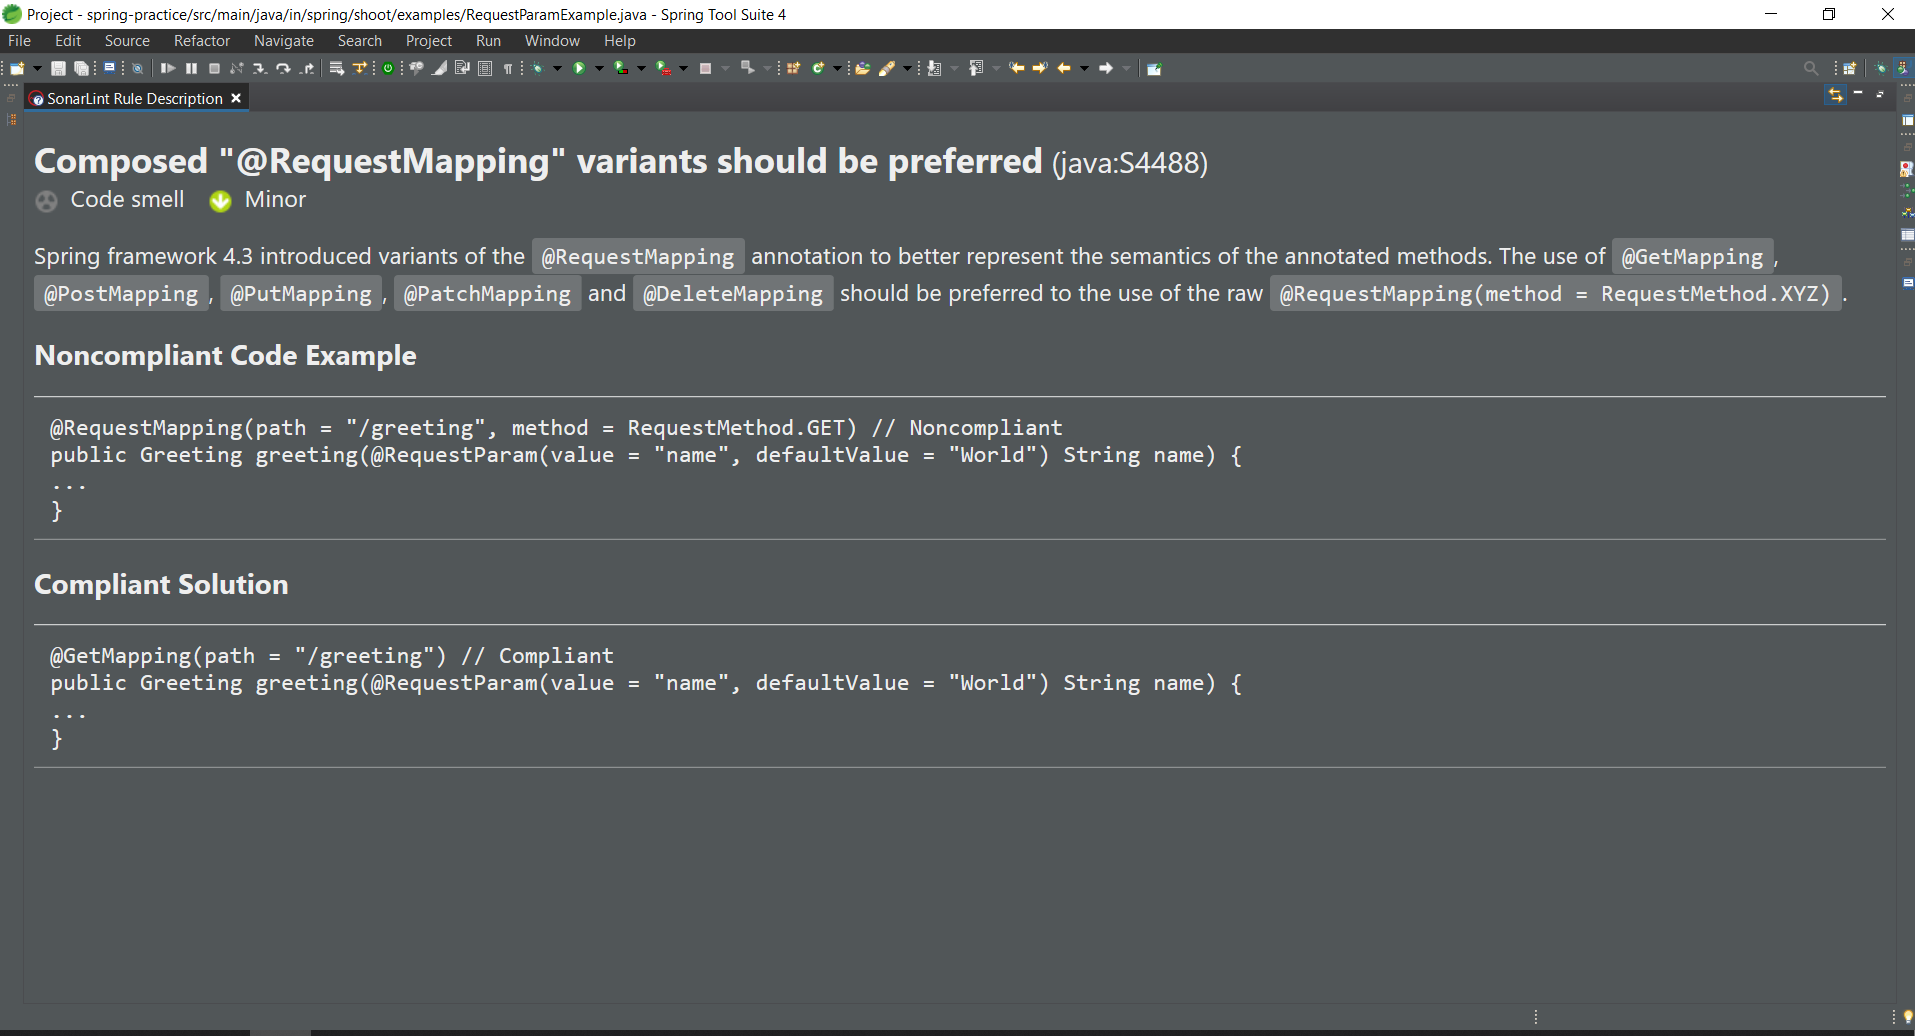 Project - spring-practice/src/main/java/in/spring/shoot/examples/RequestParamExample.java - Spring Tool Suite 4
File Edit Source Refactor Navigate Search Project Run Window Help
SonarLint Rule Description
Composed "@RequestMapping" variants should be preferred (java:S4488)
Code smell Minor
Spring framework 4.3 introduced variants of the @RequestMapping annotation to better represent the semantics of the annotated methods. The use of @GetMapping ,
@PostMapping , @PutMapping , @PatchMapping and @DeleteMapping should be preferred to the use of the raw @RequestMapping(method = RequestMethod.XYZ) .
Noncompliant Code Example
@RequestMapping(path = "/greeting", method = RequestMethod.GET) // Noncompliant
public Greeting greeting(@RequestParam(value = "name", defaultValue = "World") String name) {
...
}
Compliant Solution
@GetMapping(path = "/greeting") // Compliant
public Greeting greeting(@RequestParam(value = "name", defaultValue = "World") String name) {
...
}